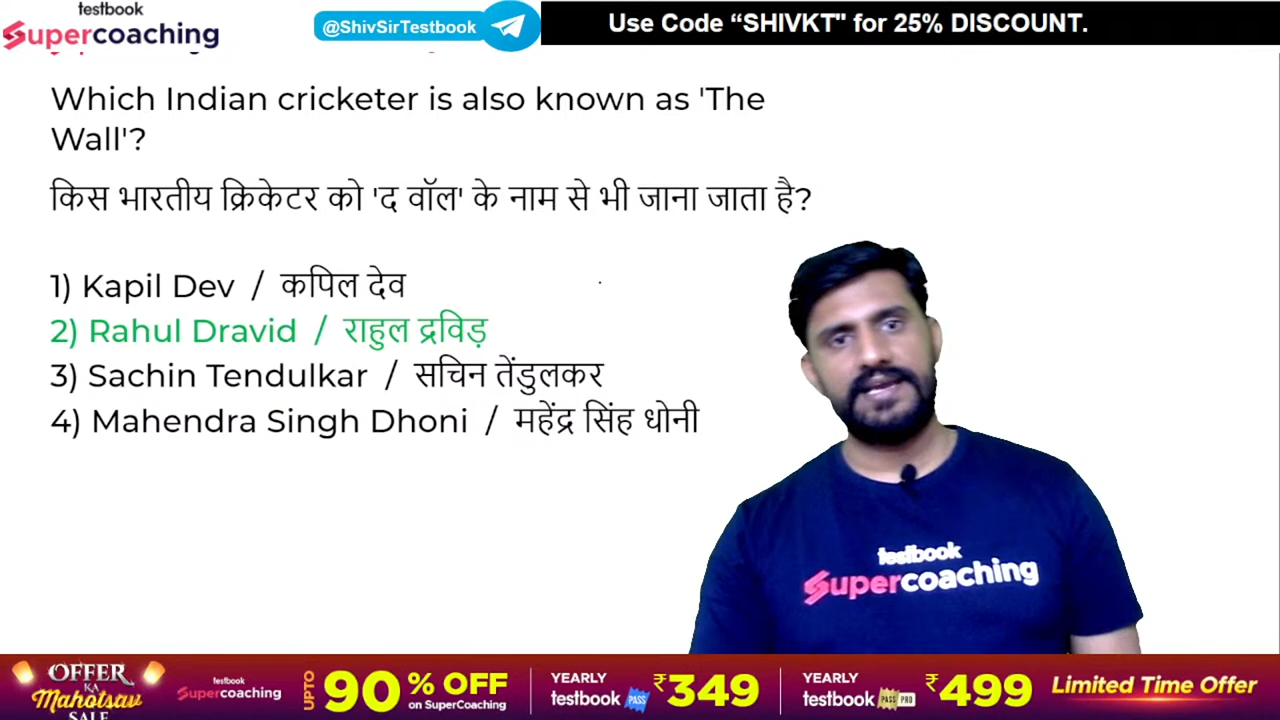 testbook
Supercoaching
@ShivSirTestbook
Use Code “SHIVKT" for 25% DISCOUNT.
Which Indian cricketer is also known as 'The
Wall'?
किस भारतीय क्रिकेटर को 'द वॉल' के नाम से भी जाना जाता है?
1) Kapil Dev / कपिल देव
2) Rahul Dravid / राहुल द्रविड़
3) Sachin Tendulkar / सचिन तेंडुलकर
4) Mahendra Singh Dhoni / महेंद्र सिंह धोनी
testbook
Supercoaching
OFFER
KA
Mahotsav
SALE
testbook
Supercoaching
UPTO
90% OFF
on SuperCoaching
YEARLY
testbook PASS
₹349
YEARLY
testbook PASS PRO
₹499
Limited Time Offer